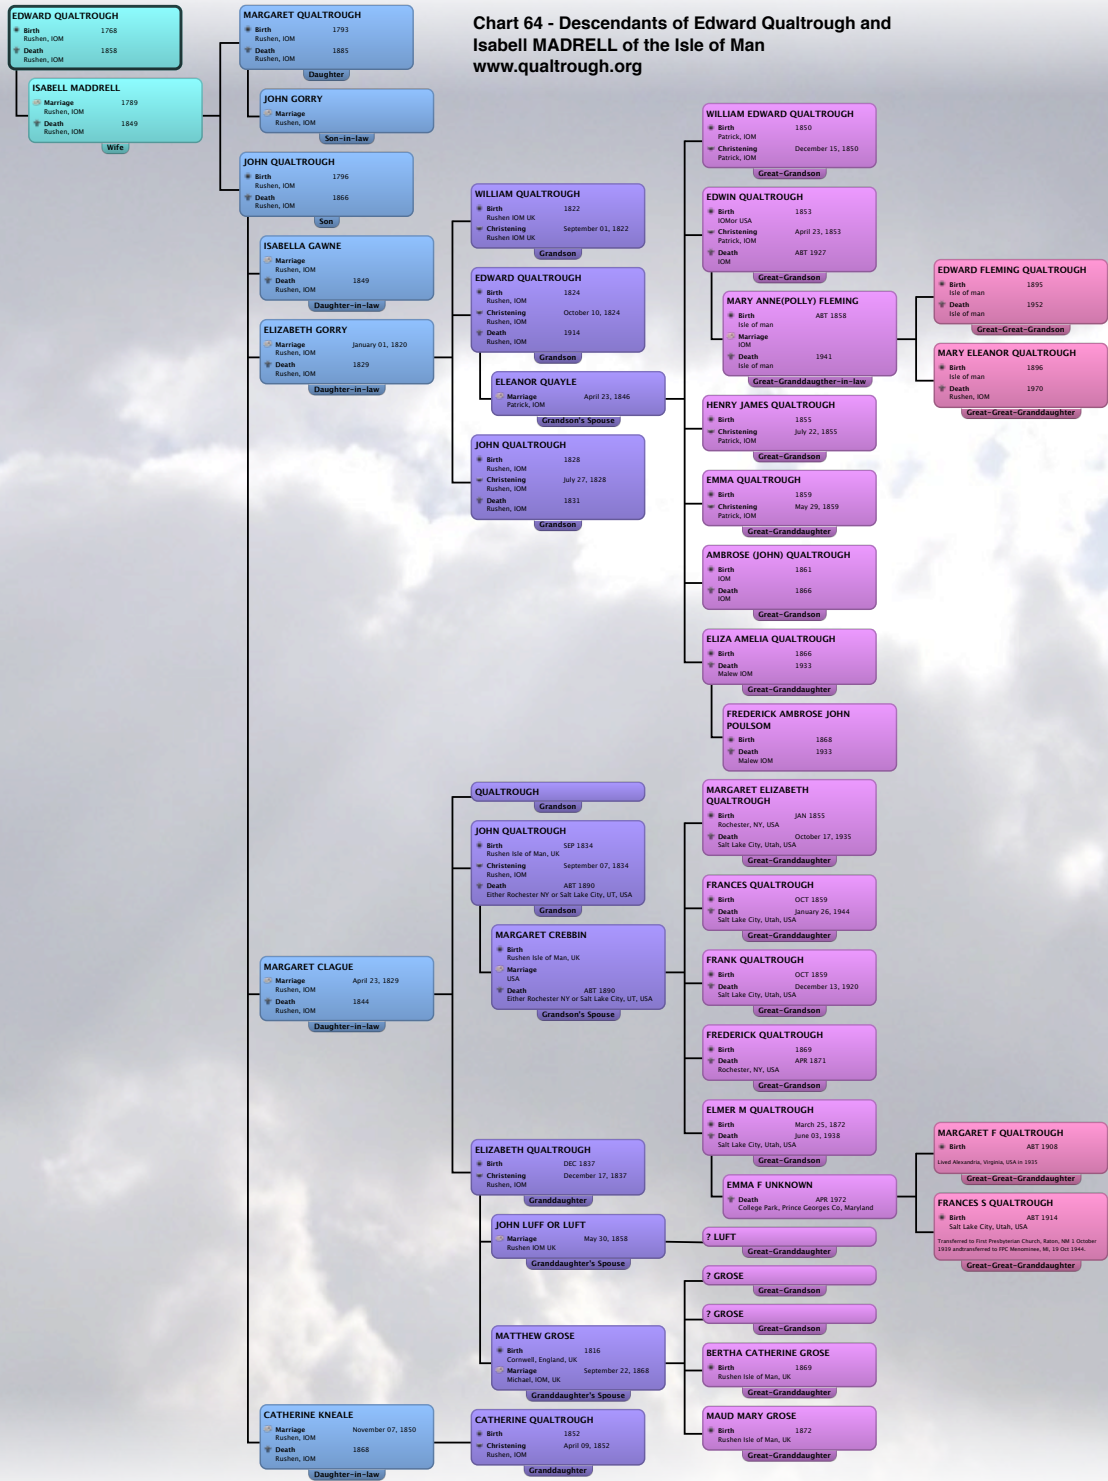 Chart 64 - Descendants of Edward Qualtrough and
Isabell MADRELL of the Isle of Man
www.qualtrough.org
EDWARD QUALTROUGH
Birth 1768
Rushen, IOM
Death 1858
Rushen, IOM
ISABELL MADDRELL
Marriage 1789
Rushen, IOM
Death 1849
Rushen, IOM
Wife
MARGARET QUALTROUGH
Birth 1793
Rushen, IOM
Death 1885
Rushen, IOM
Daughter
JOHN GORRY
Marriage
Rushen, IOM
Son-in-law
JOHN QUALTROUGH
Birth 1796
Rushen, IOM
Death 1866
Rushen, IOM
Son
ISABELLA GAWNE
Marriage
Rushen, IOM
Death 1849
Rushen, IOM
Daughter-in-law
ELIZABETH GORRY
Marriage January 01, 1820
Rushen, IOM
Death 1829
Rushen, IOM
Daughter-in-law
WILLIAM QUALTROUGH
Birth 1822
Rushen IOM UK
Christening September 01, 1822
Rushen IOM UK
Grandson
EDWARD QUALTROUGH
Birth 1824
Rushen, IOM
Christening October 10, 1824
Rushen, IOM
Death 1914
Rushen, IOM
Grandson
ELEANOR QUAYLE
Marriage April 23, 1846
Patrick, IOM
Grandson's Spouse
JOHN QUALTROUGH
Birth 1828
Rushen, IOM
Christening July 27, 1828
Rushen, IOM
Death 1831
Rushen, IOM
Grandson
WILLIAM EDWARD QUALTROUGH
Birth 1850
Patrick, IOM
Christening December 15, 1850
Patrick, IOM
Great-Grandson
EDWIN QUALTROUGH
Birth 1853
IOMor USA
Christening April 23, 1853
Patrick, IOM
Death ABT 1927
IOM
Great-Grandson
MARY ANNE(POLLY) FLEMING
Birth ABT 1858
Isle of man
Marriage
IOM
Death 1941
Isle of man
Great-Granddaugther-in-law
EDWARD FLEMING QUALTROUGH
Birth 1895
Isle of man
Death 1952
Isle of man
Great-Great-Grandson
MARY ELEANOR QUALTROUGH
Birth 1896
Isle of man
Death 1970
Rushen, IOM
Great-Great-Granddaughter
HENRY JAMES QUALTROUGH
Birth 1855
Christening July 22, 1855
Patrick, IOM
Great-Grandson
EMMA QUALTROUGH
Birth 1859
Christening May 29, 1859
Patrick, IOM
Great-Granddaughter
AMBROSE (JOHN) QUALTROUGH
Birth 1861
IOM
Death 1866
IOM
Great-Grandson
ELIZA AMELIA QUALTROUGH
Birth 1866
Death 1933
Malew IOM
Great-Granddaughter
FREDERICK AMBROSE JOHN
POULSOM
Birth 1868
Death 1933
Malew IOM
MARGARET CLAGUE
Marriage April 23, 1829
Rushen, IOM
Death 1844
Rushen, IOM
Daughter-in-law
QUALTROUGH
Grandson
JOHN QUALTROUGH
Birth SEP 1834
Rushen Isle of Man, UK
Christening September 07, 1834
Rushen, IOM
Death ABT 1890
Either Rochester NY or Salt Lake City, UT, USA
Grandson
MARGARET CREBBIN
Birth
Rushen Isle of Man, UK
Marriage
USA
Death ABT 1890
Either Rochester NY or Salt Lake City, UT, USA
Grandson's Spouse
MARGARET ELIZABETH
QUALTROUGH
Birth JAN 1855
Rochester, NY, USA
Death October 17, 1935
Salt Lake City, Utah, USA
Great-Granddaughter
FRANCES QUALTROUGH
Birth OCT 1859
Death January 26, 1944
Salt Lake City, Utah, USA
Great-Granddaughter
FRANK QUALTROUGH
Birth OCT 1859
Death December 13, 1920
Salt Lake City, Utah, USA
Great-Grandson
FREDERICK QUALTROUGH
Birth 1869
Death APR 1871
Rochester, NY, USA
Great-Grandson
ELMER M QUALTROUGH
Birth March 25, 1872
Death June 03, 1938
Salt Lake City, Utah, USA
Great-Grandson
EMMA F UNKNOWN
Death APR 1972
College Park, Prince Georges Co, Maryland
MARGARET F QUALTROUGH
Birth ABT 1908
Lived Alexandria, Virginia, USA in 1935
Great-Great-Granddaughter
FRANCES S QUALTROUGH
Birth ABT 1914
Salt Lake City, Utah, USA
Transferred to First Presbyterian Church, Raton, NM 1 October
1939 andtransferred to FPC Menominee, MI, 19 Oct 1944.
Great-Great-Granddaughter
ELIZABETH QUALTROUGH
Birth DEC 1837
Christening December 17, 1837
Rushen, IOM
Granddaughter
JOHN LUFF OR LUFT
Marriage May 30, 1858
Rushen IOM UK
Granddaughter's Spouse
? LUFT
Great-Granddaughter
MATTHEW GROSE
Birth 1816
Cornwell, England, UK
Marriage September 22, 1868
Michael, IOM, UK
Granddaughter's Spouse
? GROSE
Great-Grandson
? GROSE
Great-Grandson
BERTHA CATHERINE GROSE
Birth 1869
Rushen Isle of Man, UK
Great-Granddaughter
MAUD MARY GROSE
Birth 1872
Rushen Isle of Man, UK
Great-Granddaughter
CATHERINE KNEALE
Marriage November 07, 1850
Rushen, IOM
Death 1868
Rushen, IOM
Daughter-in-law
CATHERINE QUALTROUGH
Birth 1852
Christening April 09, 1852
Rushen, IOM
Granddaughter